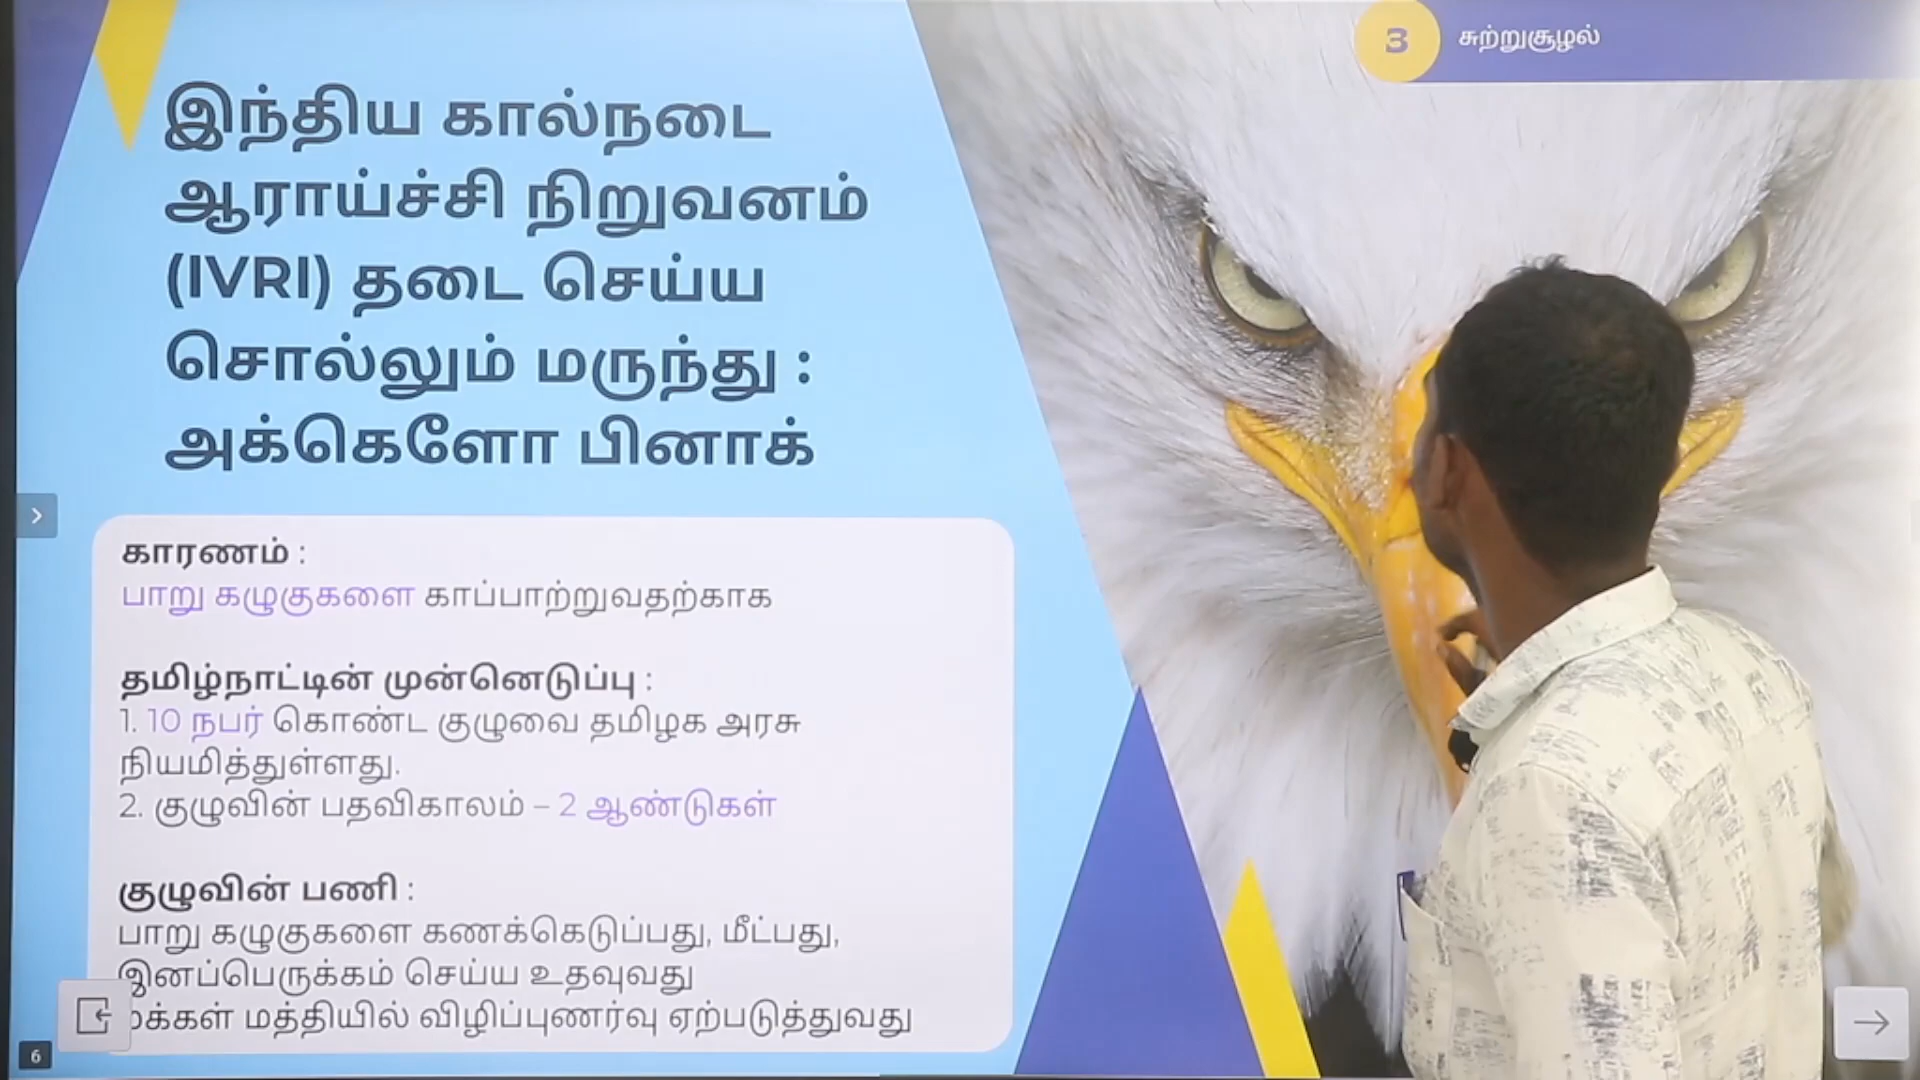 3 சுற்றுசூழல்
இந்திய கால்நடை
ஆராய்ச்சி நிறுவனம்
(IVRI) தடை செய்ய
சொல்லும் மருந்து :
அக்கெளோ பினாக்
காரணம் :
பாறு கழுகுகளை காப்பாற்றுவதற்காக
தமிழ்நாட்டின் முன்னெடுப்பு :
1. 10 நபர் கொண்ட குழுவை தமிழக அரசு
நியமித்துள்ளது.
2. குழுவின் பதவிகாலம் – 2 ஆண்டுகள்
குழுவின் பணி :
பாறு கழுகுகளை கணக்கெடுப்பது, மீட்பது,
இனப்பெருக்கம் செய்ய உதவுவது
மக்கள் மத்தியில் விழிப்புணர்வு ஏற்படுத்துவது
6